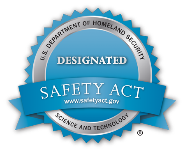 U.S. DEPARTMENT OF HOMELAND SECURITY
DESIGNATED
SAFETY ACT
www.safetyact.gov
SCIENCE AND TECHNOLOGY
®